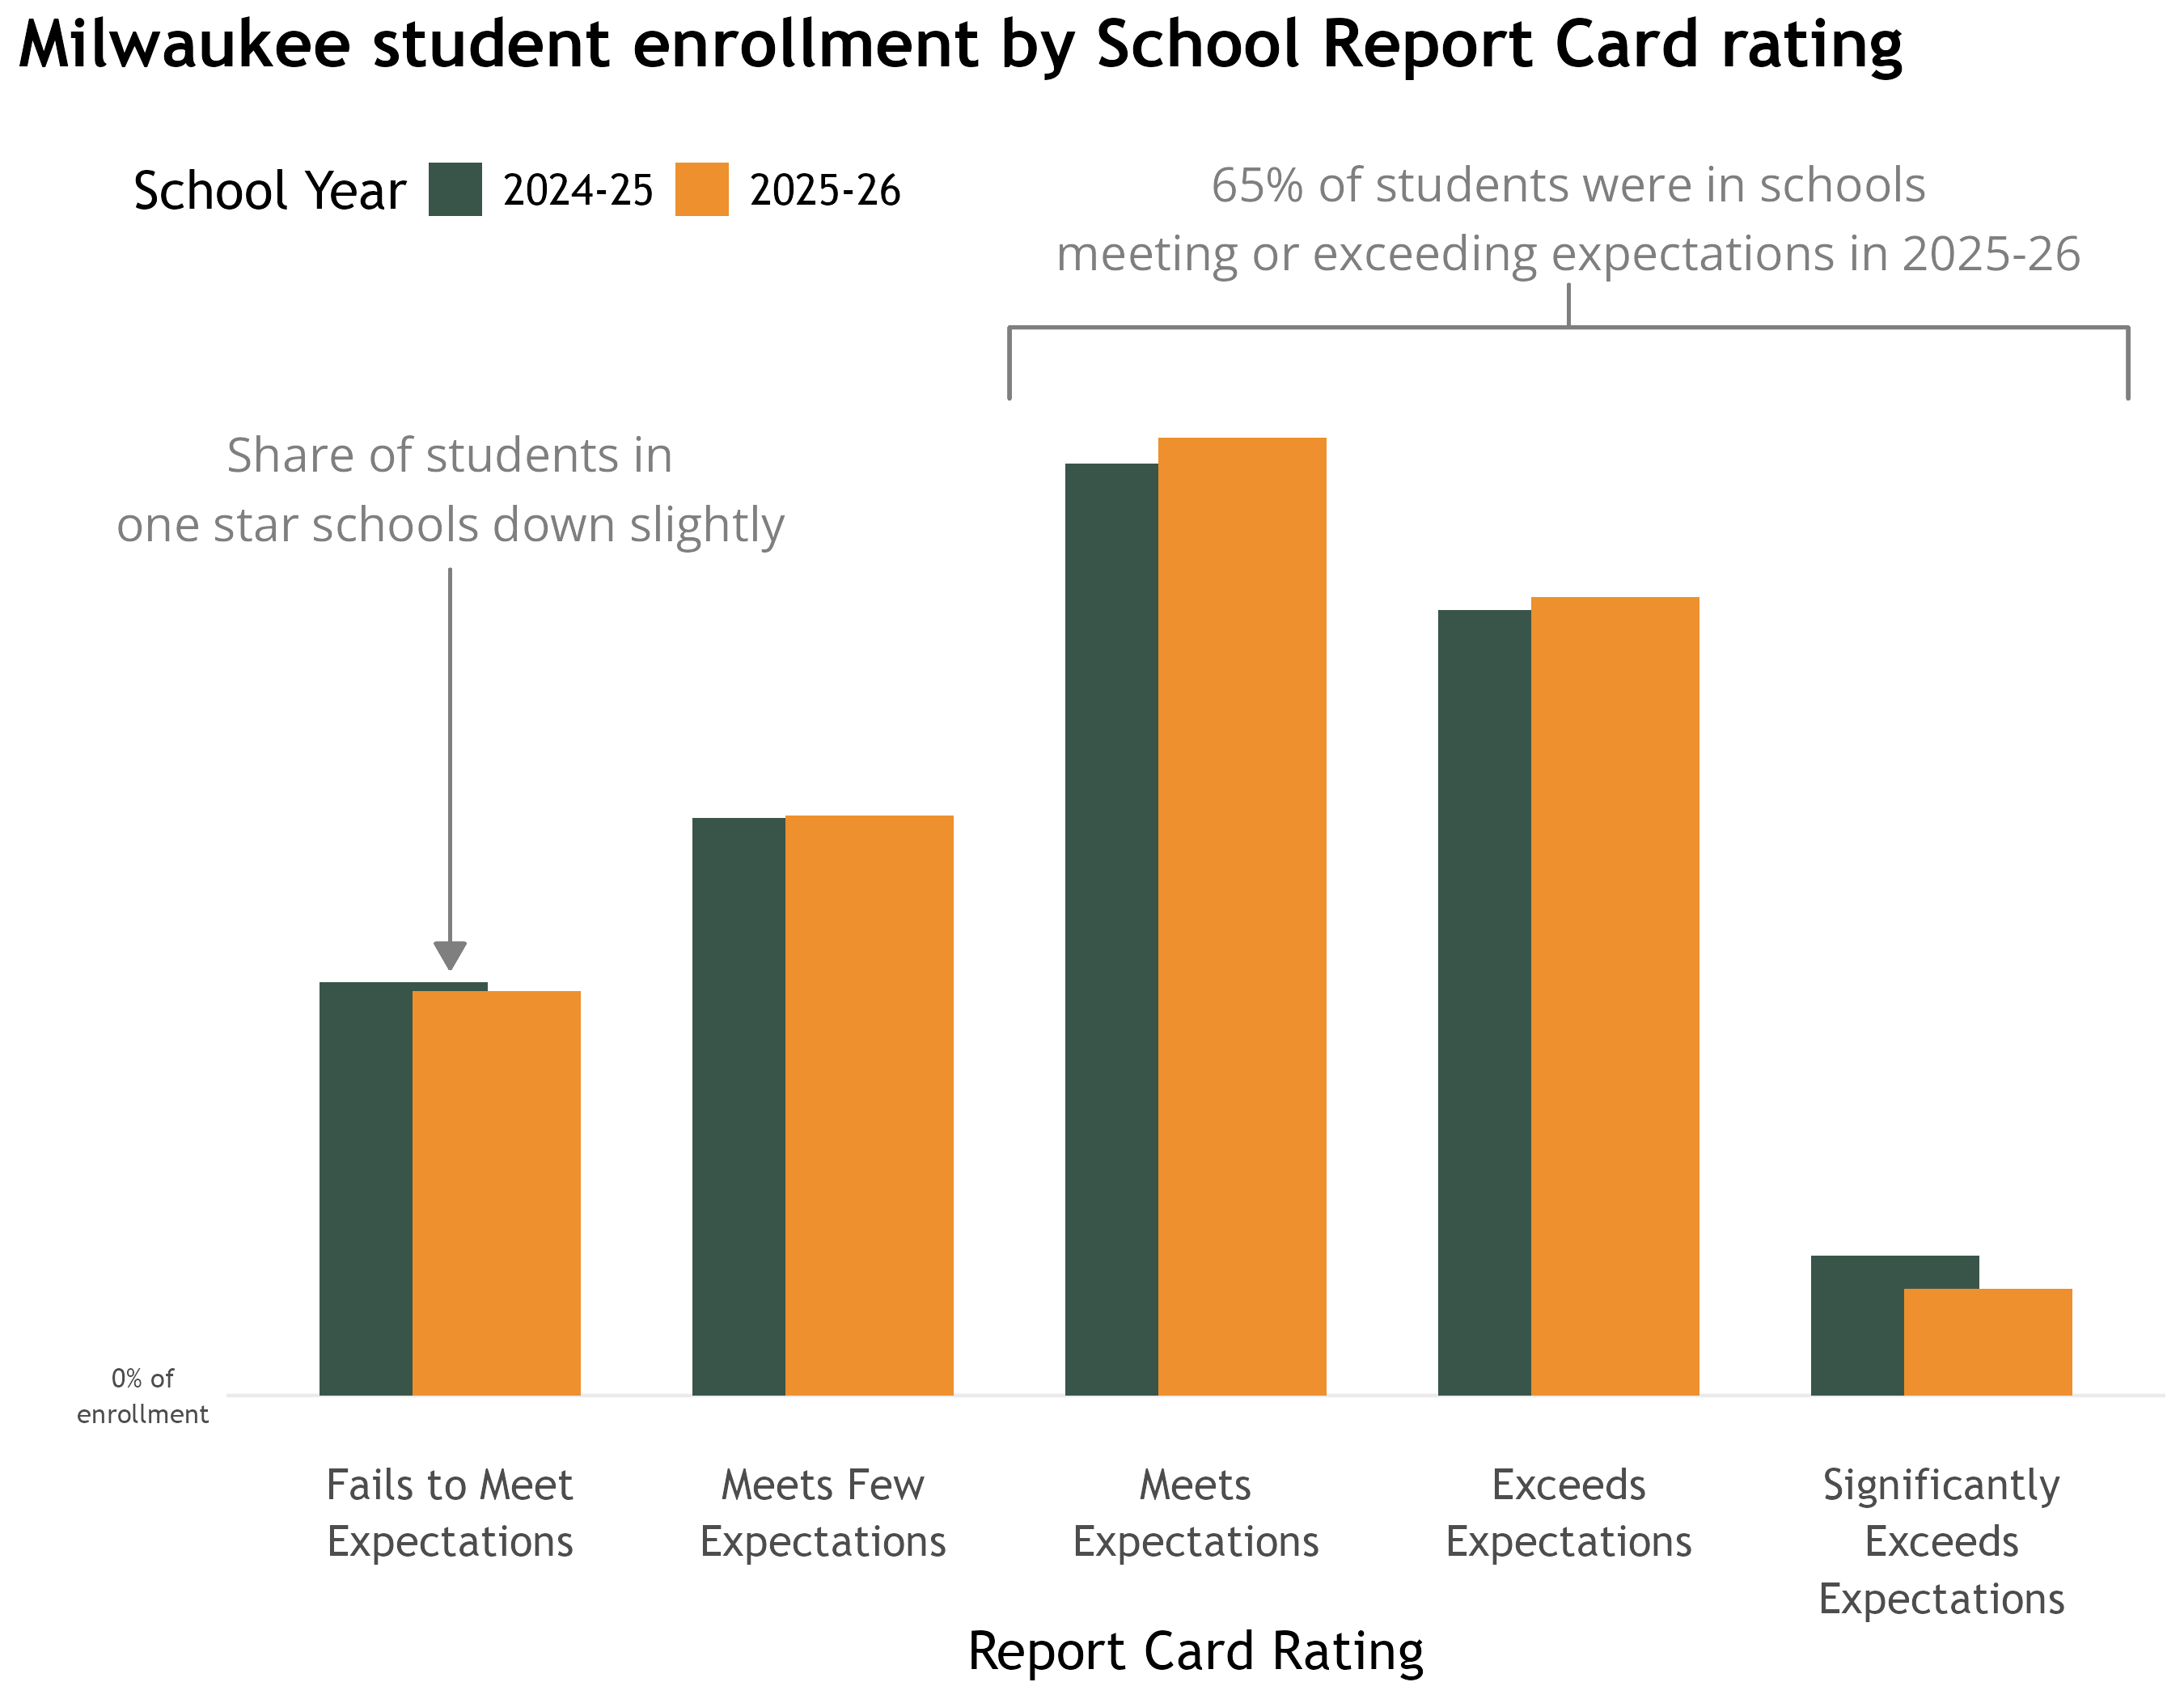 Milwaukee student enrollment by School Report Card rating
School Year 2024-25 2025-26
65% of students were in schools
meeting or exceeding expectations in 2025-26
Share of students in
one star schools down slightly
0% of
enrollment
Fails to Meet
Expectations
Meets Few
Expectations
Meets
Expectations
Exceeds
Expectations
Significantly
Exceeds
Expectations
Report Card Rating